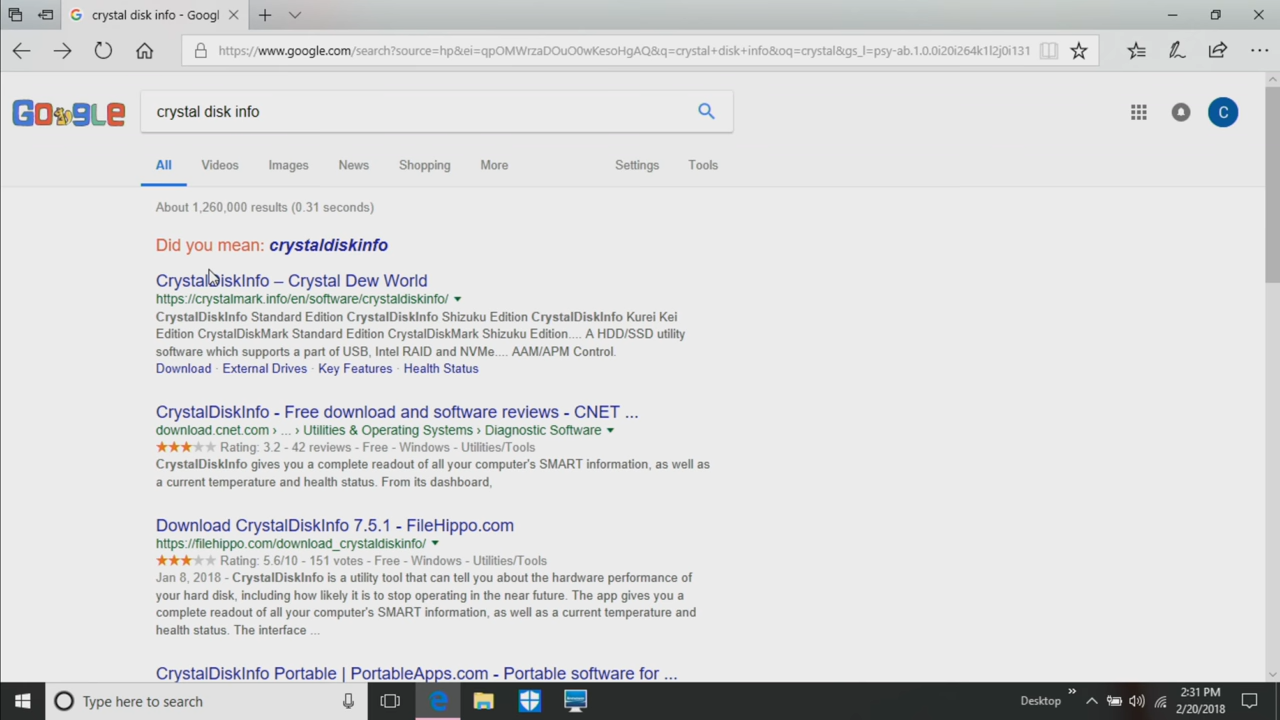 crystal disk info - Googl
https://www.google.com/search?source=hp&ei=qpOMWrzaDOuO0wKesoHgAQ&q=crystal+disk+info&oq=crystal&gs_l=psy-ab.1.0.0i20i264k1l2j0i131
Google
crystal disk info
C
All Videos Images News Shopping More Settings Tools
About 1,260,000 results (0.31 seconds)
Did you mean: crystaldiskinfo
CrystalDiskInfo – Crystal Dew World
https://crystalmark.info/en/software/crystaldiskinfo/
CrystalDiskInfo Standard Edition CrystalDiskInfo Shizuku Edition CrystalDiskInfo Kurei Kei
Edition CrystalDiskMark Standard Edition CrystalDiskMark Shizuku Edition.... A HDD/SSD utility
software which supports a part of USB, Intel RAID and NVMe.... AAM/APM Control.
Download · External Drives · Key Features · Health Status
CrystalDiskInfo - Free download and software reviews - CNET ...
download.cnet.com › ... › Utilities & Operating Systems › Diagnostic Software
Rating: 3.2 - 42 reviews - Free - Windows - Utilities/Tools
CrystalDiskInfo gives you a complete readout of all your computer's SMART information, as well as
a current temperature and health status. From its dashboard,
Download CrystalDiskInfo 7.5.1 - FileHippo.com
https://filehippo.com/download_crystaldiskinfo/
Rating: 5.6/10 - 151 votes - Free - Windows - Utilities/Tools
Jan 8, 2018 - CrystalDiskInfo is a utility tool that can tell you about the hardware performance of
your hard disk, including how likely it is to stop operating in the near future. The app gives you a
complete readout of all your computer's SMART information, as well as a current temperature and
health status. The interface ...
CrystalDiskInfo Portable | PortableApps.com - Portable software for ...
Type here to search
Desktop
2:31 PM
2/20/2018